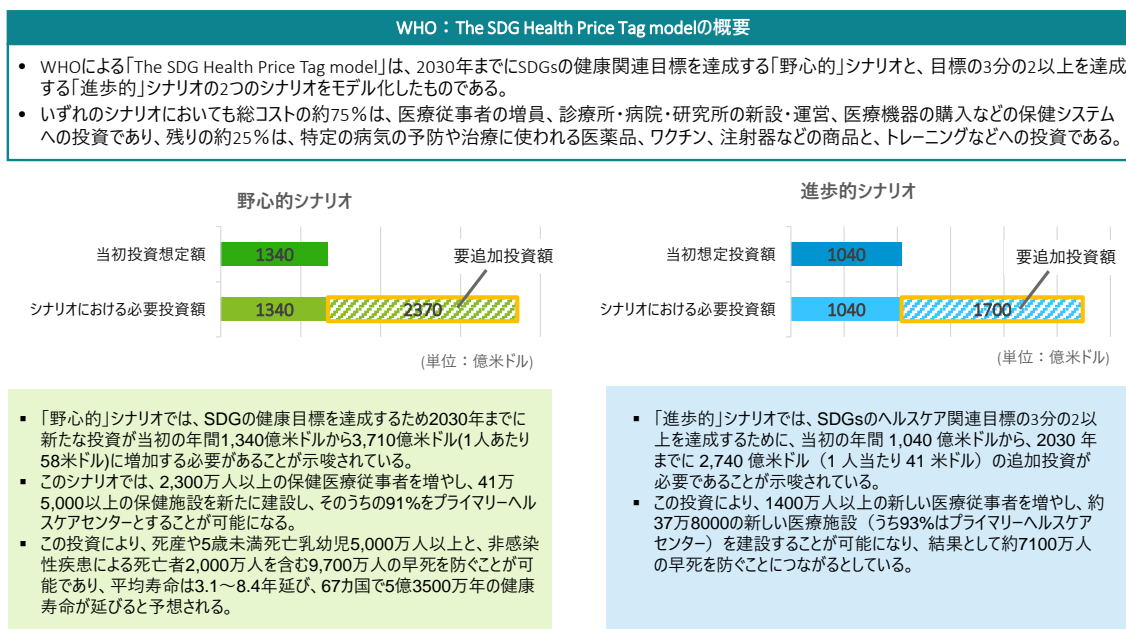 WHO：The SDG Health Price Tag modelの概要
• WHOによる「The SDG Health Price Tag model」は、2030年までにSDGsの健康関連目標を達成する「野心的」シナリオと、目標の3分の2以上を達成
する「進歩的」シナリオの2つのシナリオをモデル化したものである。
• いずれのシナリオにおいても総コストの約75％は、医療従事者の増員、診療所・病院・研究所の新設・運営、医療機器の購入などの保健システム
への投資であり、残りの約25％は、特定の病気の予防や治療に使われる医薬品、ワクチン、注射器などの商品と、トレーニングなどへの投資である。
野心的シナリオ
当初投資想定額
1340
要追加投資額
シナリオにおける必要投資額
1340
2370
(単位：億米ドル)
進歩的シナリオ
当初想定投資額
1040
要追加投資額
シナリオにおける必要投資額
1040
1700
(単位：億米ドル)
▪ 「野心的」シナリオでは、SDGの健康目標を達成するため2030年までに
新たな投資が当初の年間1,340億米ドルから3,710億米ドル(1人あたり
58米ドル)に増加する必要があることが示唆されている。
▪ このシナリオでは、2,300万人以上の保健医療従事者を増やし、41万
5,000以上の保健施設を新たに建設し、そのうちの91%をプライマリーヘル
スケアセンターとすることが可能になる。
▪ この投資により、死産や5歳未満死亡乳幼児5,000万人以上と、非感染
性疾患による死亡者2,000万人を含む9,700万人の早死を防ぐことが可
能であり、平均寿命は3.1～8.4年延び、67カ国で5億3500万年の健康
寿命が延びると予想される。
▪ 「進歩的」シナリオでは、SDGsのヘルスケア関連目標の3分の2以
上を達成するために、当初の年間 1,040 億米ドルから、2030 年
までに 2,740 億米ドル（1 人当たり 41 米ドル）の追加投資が
必要であることが示唆されている。
▪ この投資により、1400万人以上の新しい医療従事者を増やし、約
37万8000の新しい医療施設（うち93%はプライマリーヘルスケア
センター）を建設することが可能になり、結果として約7100万人
の早死を防ぐことにつながるとしている。